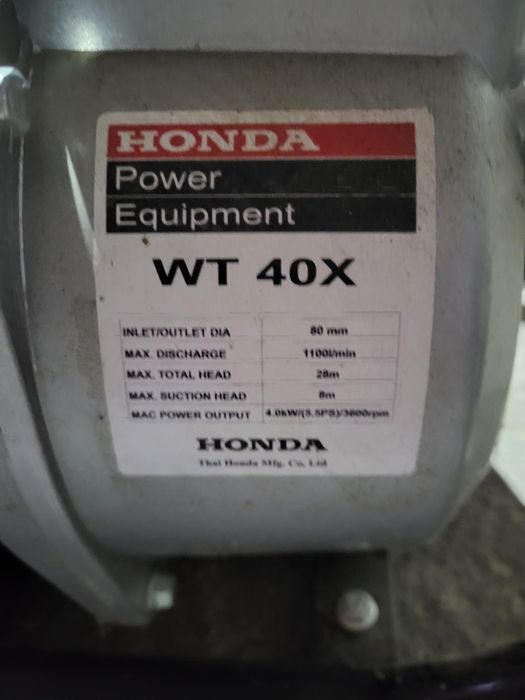 HONDA
Power
Equipment
WT 40X
INLET/OUTLET DIA 80 mm
MAX. DISCHARGE 1100l/min
MAX. TOTAL HEAD 28m
MAX. SUCTION HEAD 8m
MAC POWER OUTPUT 4.0kW/(5.5PS)/3600rpm
HONDA
Thai Honda Mfg. Co, Ltd